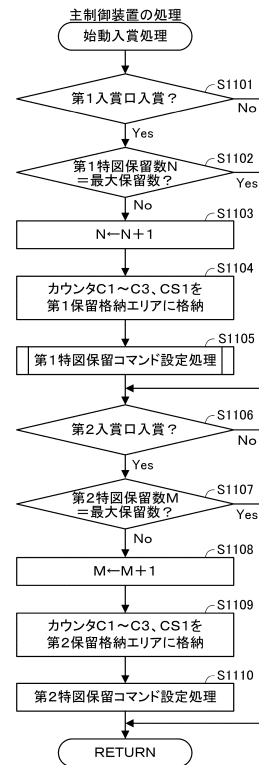 主制御装置の処理
始動入賞処理
S1101
第1入賞口入賞？
No
Yes
S1102
第1特図保留数N
＝最大保留数？
Yes
No
S1103
N←N＋1
S1104
カウンタC1～C3、CS1を
第1保留格納エリアに格納
S1105
第1特図保留コマンド設定処理
S1106
第2入賞口入賞？
No
Yes
S1107
第2特図保留数M
＝最大保留数？
Yes
No
S1108
M←M＋1
S1109
カウンタC1～C3、CS1を
第2保留格納エリアに格納
S1110
第2特図保留コマンド設定処理
RETURN